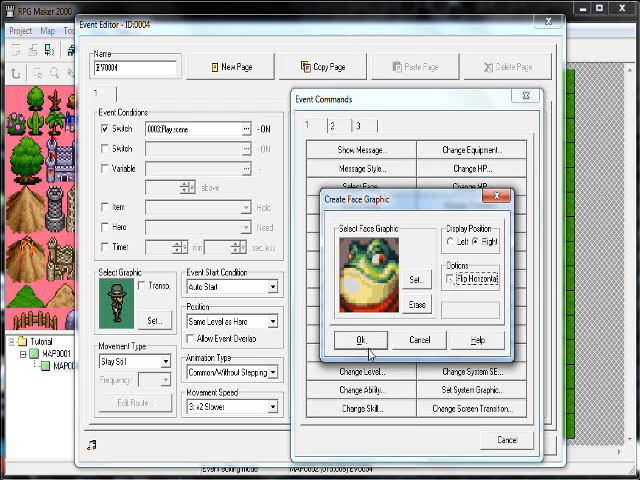 RPG Maker 2000
Project Map
Event Editor - ID:0004
Name
EV0004
New Page
Copy Page
Paste Page
Delete Page
1
Event Conditions
Switch 0003:Play scene ... - ON
Switch ... - ON
Variable ... -
above
Item Hold
Hero Need
Timer min sec.less
Select Graphic
Transp.
Set...
Event Start Condition
Auto Start
Position
Same Level as Hero
Allow Event Overlap
Movement Type
Stay Still
Frequency:
Edit Route...
Animation Type
Common/Without Stepping
Movement Speed
3: x2 Slower
Tutorial
MAP0001
Event Commands
1 2 3
Show Message... Change Equipment...
Message Style... Change HP...
Create Face Graphic
Select Face Graphic
Set...
Erase
Display Position
Left Right
Options
Flip Horizontal
Ok Cancel Help
Change Level... Change System SE...
Change Ability... Set System Graphic...
Change Skill... Change Screen Transition...
Cancel